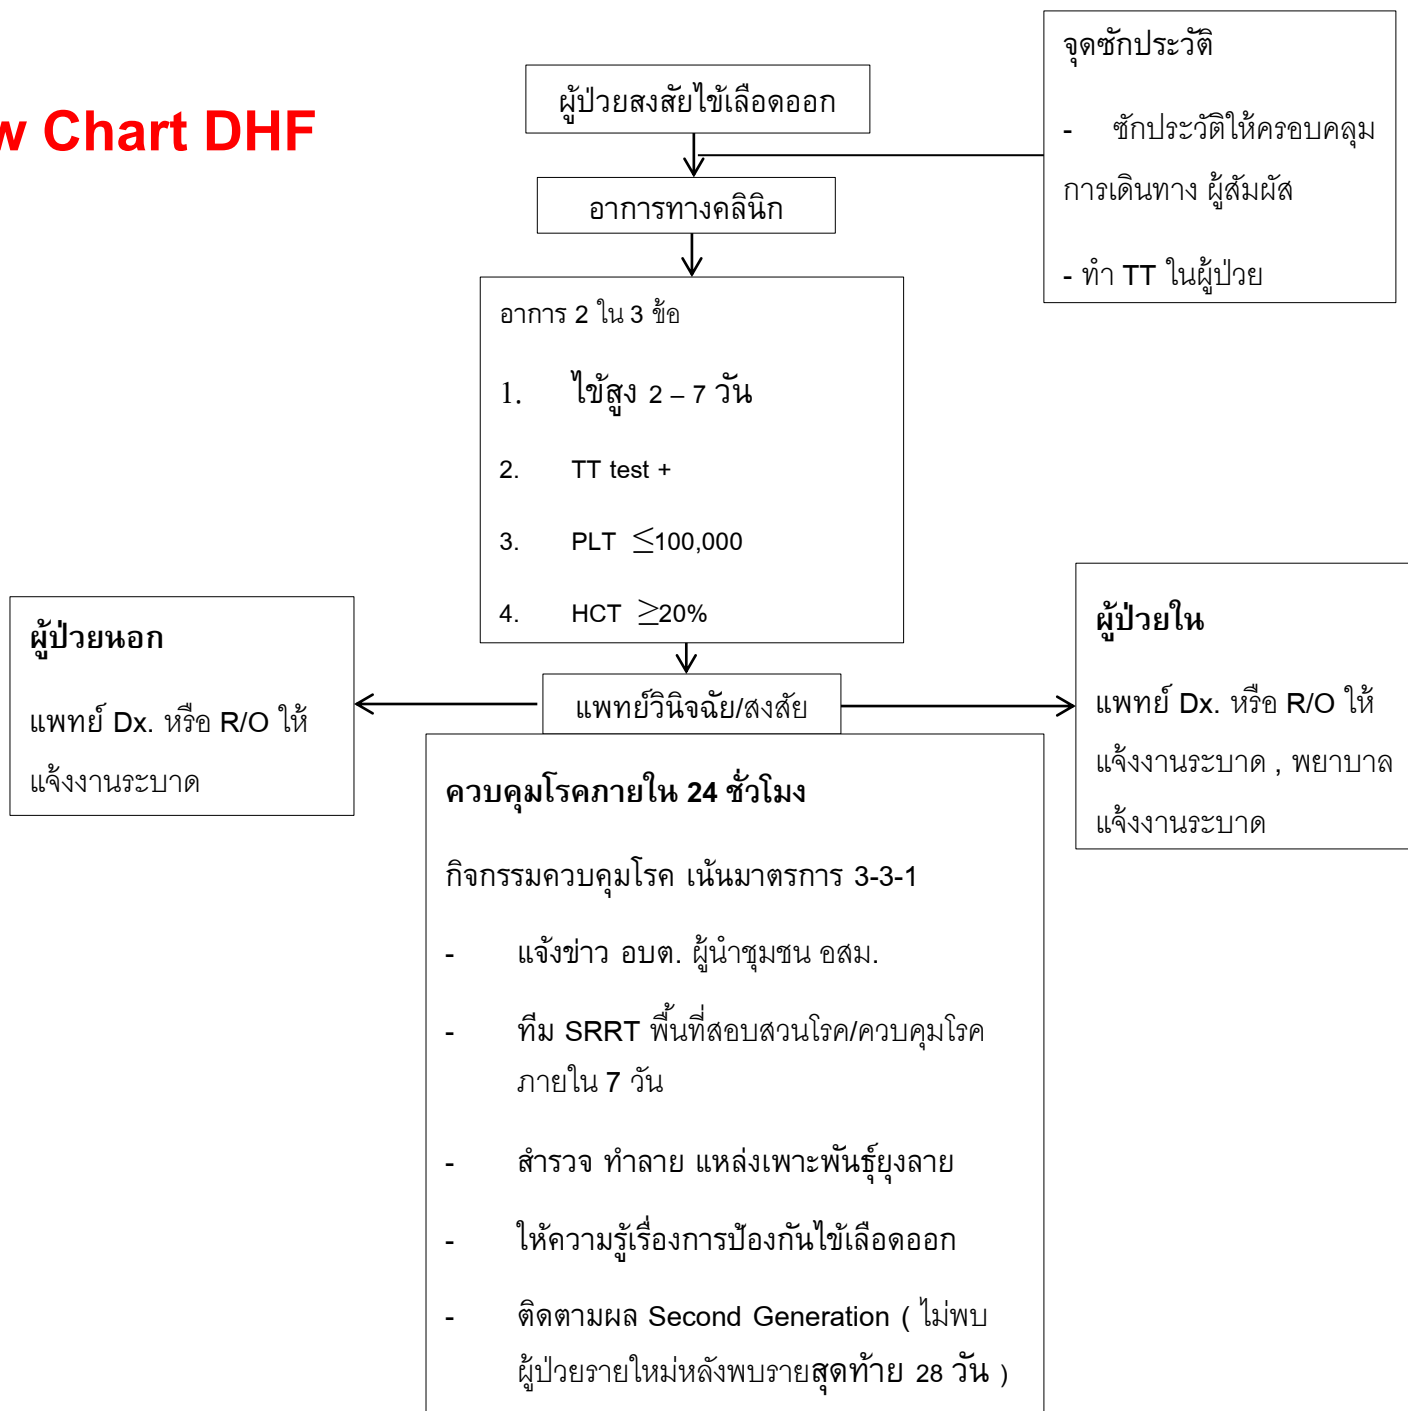 w Chart DHF
ผู้ป่วยสงสัยไข้เลือดออก
จุดซักประวัติ
- ซักประวัติให้ครอบคลุม
การเดินทาง ผู้สัมผัส
- ทำ TT ในผู้ป่วย
อาการทางคลินิก
อาการ 2 ใน 3 ข้อ
1. ไข้สูง 2 – 7 วัน
2. TT test +
3. PLT ≤100,000
4. HCT ≥20%
ผู้ป่วยนอก
แพทย์ Dx. หรือ R/O ให้
แจ้งงานระบาด
แพทย์วินิจฉัย/สงสัย
ผู้ป่วยใน
แพทย์ Dx. หรือ R/O ให้
แจ้งงานระบาด , พยาบาล
แจ้งงานระบาด
ควบคุมโรคภายใน 24 ชั่วโมง
กิจกรรมควบคุมโรค เน้นมาตรการ 3-3-1
- แจ้งข่าว อบต. ผู้นำชุมชน อสม.
- ทีม SRRT พื้นที่สอบสวนโรค/ควบคุมโรค
ภายใน 7 วัน
- สำรวจ ทำลาย แหล่งเพาะพันธุ์ยุงลาย
- ให้ความรู้เรื่องการป้องกันไข้เลือดออก
- ติดตามผล Second Generation ( ไม่พบ
ผู้ป่วยรายใหม่หลังพบรายสุดท้าย 28 วัน )